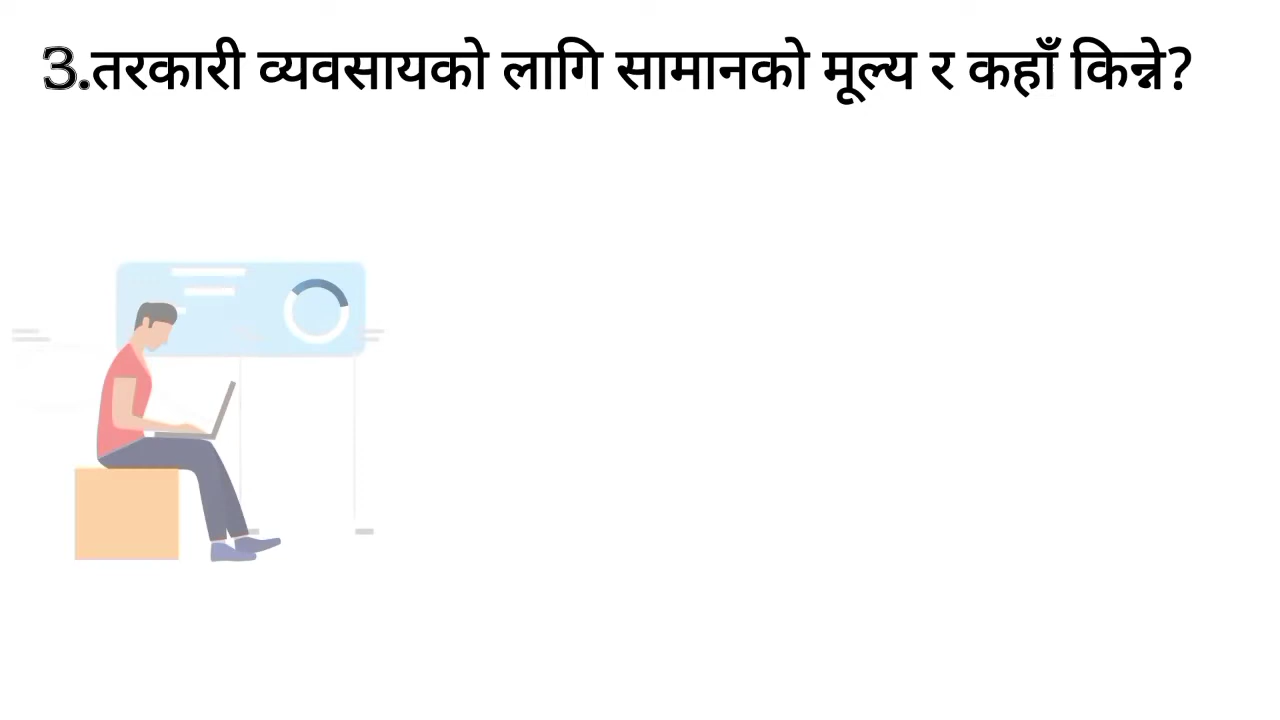 3.तरकारी व्यवसायको लागि सामानको मूल्य र कहाँ किन्ने?